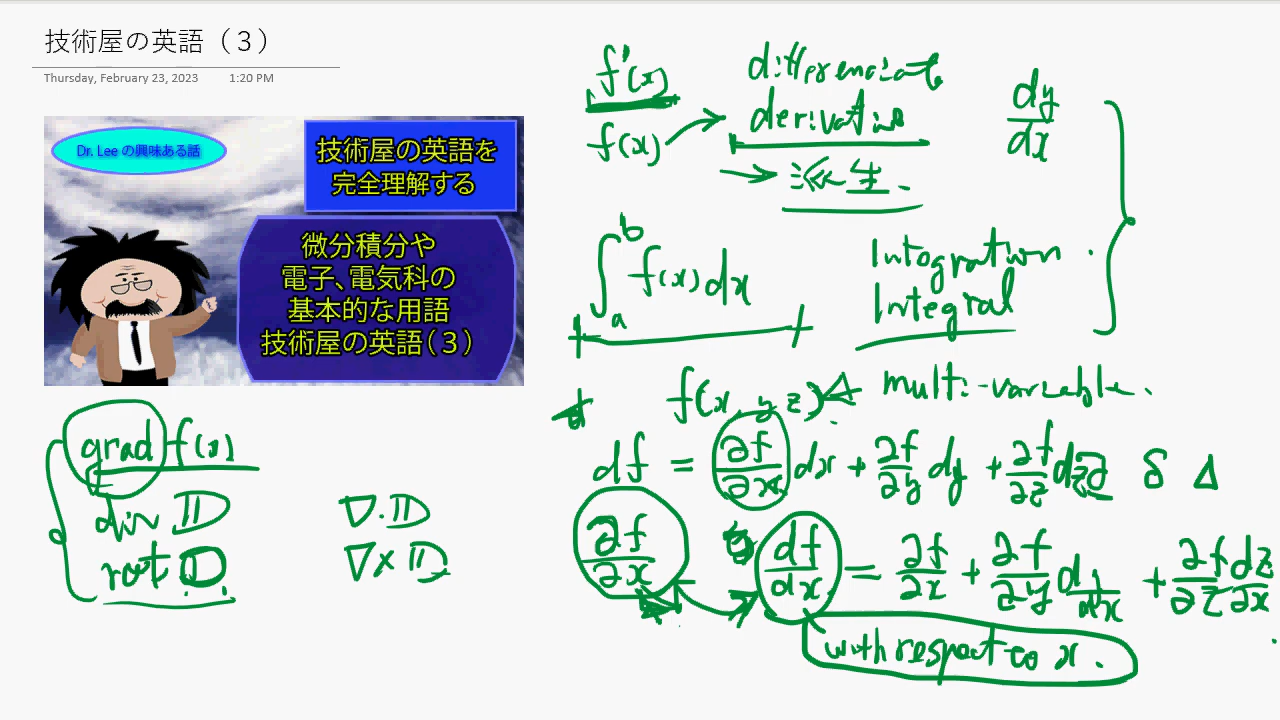 技術屋の英語（３）
Thursday, February 23, 2023 1:20 PM
Dr. Lee の興味ある話
技術屋の英語を
完全理解する
微分積分や
電子、電気科の
基本的な用語
技術屋の英語（３）
f'(x)
f(x)
differenciate
derivative
→ 派生.
dy/dx
∫_a^b f(x)dx
Integration.
Integral
f(x, y, z) multi-variable.
df = ∂f/∂x dx + ∂f/∂y dy + ∂f/∂z dz ∂ δ Δ
∂f/∂x
df/dx = ∂f/∂x + ∂f/∂y dy/dx + ∂f/∂z dz/∂x
with respect to x.
grad f(x)
div D
rot D
∇·D
∇×D